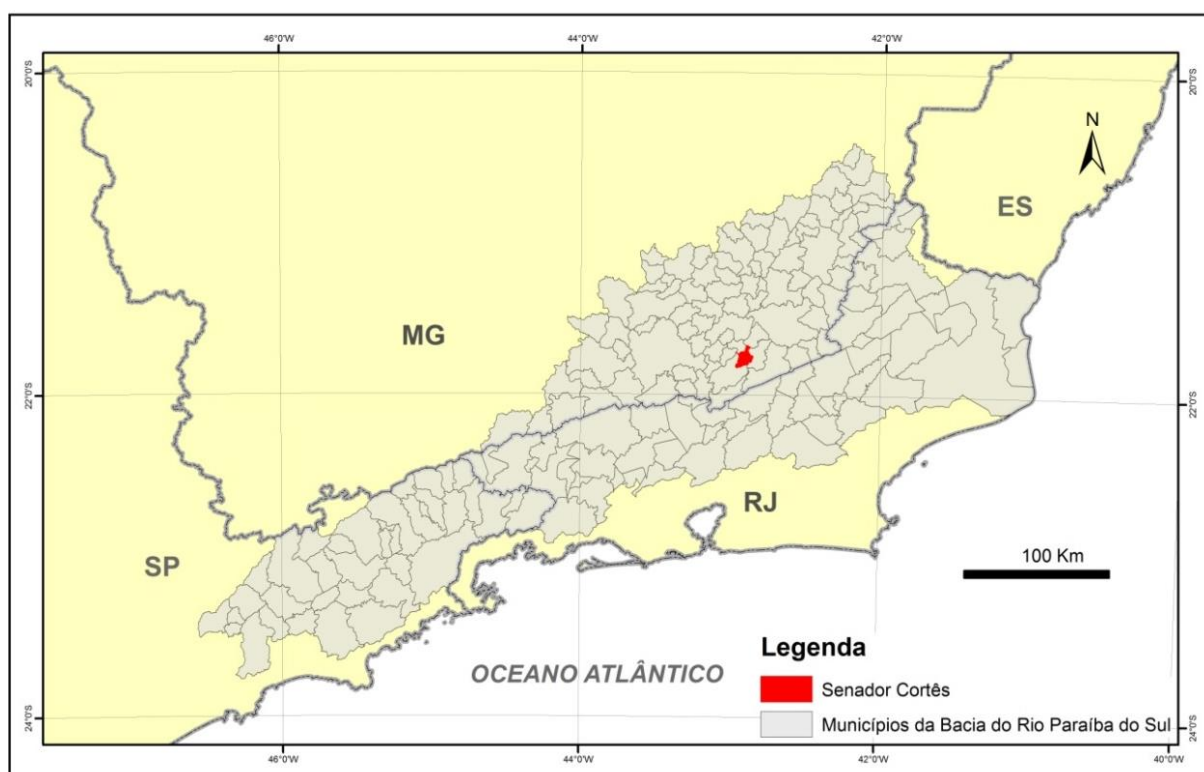 46°0'W 44°0'W 42°0'W
20°0'S 20°0'S
N
ES
MG
22°0'S 22°0'S
RJ
SP
100 Km
Legenda
OCEANO ATLÂNTICO
Senador Cortês
Municípios da Bacia do Rio Paraíba do Sul
24°0'S 24°0'S
46°0'W 44°0'W 42°0'W 40°0'W